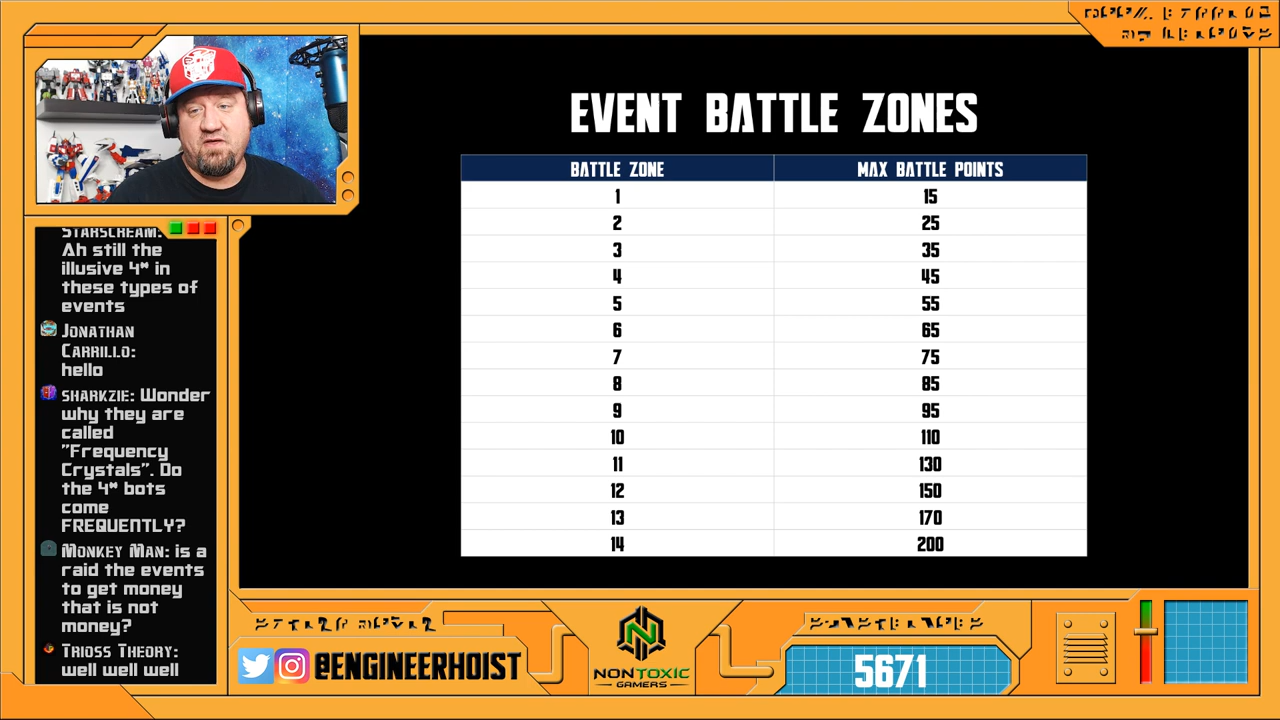 EVENT BATTLE ZONES
BATTLE ZONE MAX BATTLE POINTS
1 15
2 25
3 35
4 45
5 55
6 65
7 75
8 85
9 95
10 110
11 130
12 150
13 170
14 200
STARSCREAM:
Ah still the
illusive 4* in
these types of
events
JONATHAN
CARRILLO:
hello
SHARKZIE: Wonder
why they are
called
"Frequency
Crystals". Do
the 4* bots
come
FREQUENTLY?
MONKEY MAN: is a
raid the events
to get money
that is not
money?
TRIOSS THEORY:
well well well
@ENGINEERHOIST
NONTOXIC
GAMERS
5671